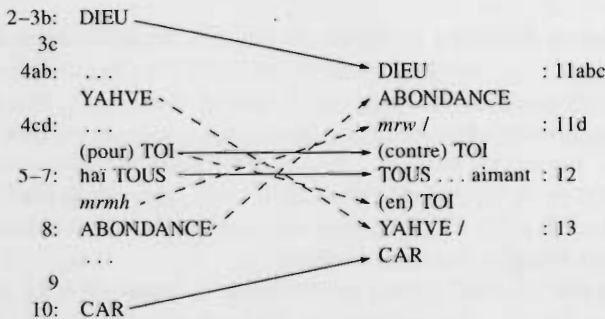 2–3b: DIEU
3c
4ab: . . . DIEU : 11abc
YAHVE ABONDANCE
4cd: . . . mrw / : 11d
(pour) TOI (contre) TOI
5–7: haï TOUS TOUS . . . aimant : 12
mrmh (en) TOI
8: ABONDANCE YAHVE / : 13
. . . CAR
9
10: CAR